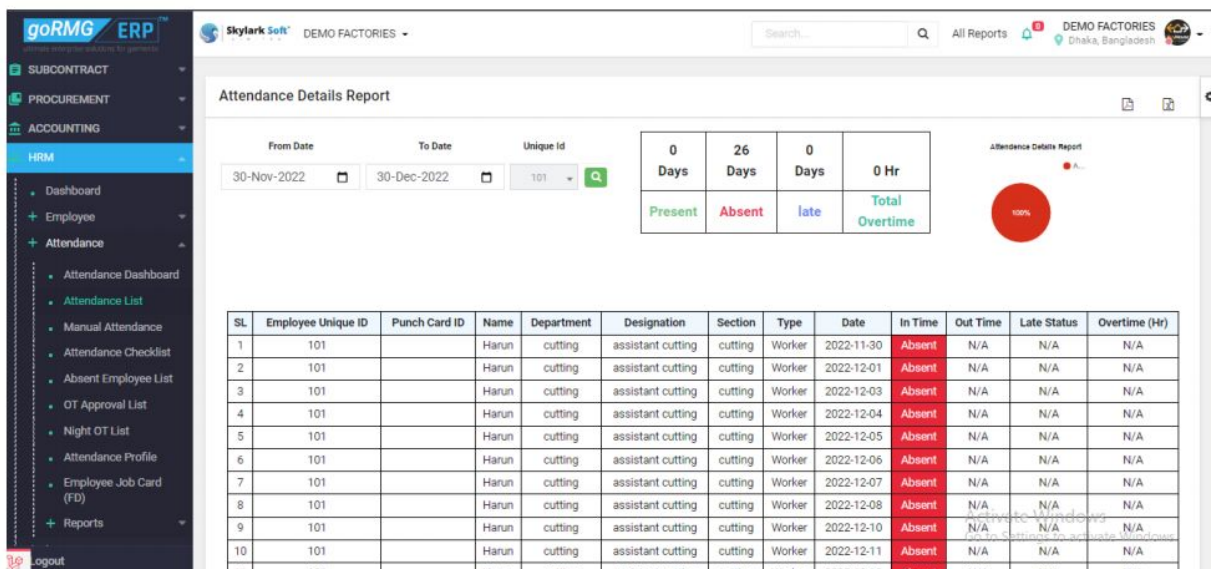 goRMG ERP™
ultimate enterprise solutions for garments
Skylark Soft DEMO FACTORIES
Search...
All Reports
0
DEMO FACTORIES
Dhaka, Bangladesh
SUBCONTRACT
PROCUREMENT
ACCOUNTING
HRM
Dashboard
Employee
Attendance
Attendance Dashboard
Attendance List
Manual Attendance
Attendance Checklist
Absent Employee List
OT Approval List
Night OT List
Attendance Profile
Employee Job Card
(FD)
Reports
Logout
Attendance Details Report
From Date To Date Unique Id
30-Nov-2022 30-Dec-2022 101
0 Days 26 Days 0 Days 0 Hr
Present Absent late Total Overtime
Attendence Details Report
A...
100%
SL Employee Unique ID Punch Card ID Name Department Designation Section Type Date In Time Out Time Late Status Overtime (Hr)
1 101 Harun cutting assistant cutting cutting Worker 2022-11-30 Absent N/A N/A N/A
2 101 Harun cutting assistant cutting cutting Worker 2022-12-01 Absent N/A N/A N/A
3 101 Harun cutting assistant cutting cutting Worker 2022-12-03 Absent N/A N/A N/A
4 101 Harun cutting assistant cutting cutting Worker 2022-12-04 Absent N/A N/A N/A
5 101 Harun cutting assistant cutting cutting Worker 2022-12-05 Absent N/A N/A N/A
6 101 Harun cutting assistant cutting cutting Worker 2022-12-06 Absent N/A N/A N/A
7 101 Harun cutting assistant cutting cutting Worker 2022-12-07 Absent N/A N/A N/A
8 101 Harun cutting assistant cutting cutting Worker 2022-12-08 Absent N/A N/A N/A
9 101 Harun cutting assistant cutting cutting Worker 2022-12-10 Absent N/A N/A N/A
10 101 Harun cutting assistant cutting cutting Worker 2022-12-11 Absent N/A N/A N/A
Activate Windows
Go to Settings to activate Windows